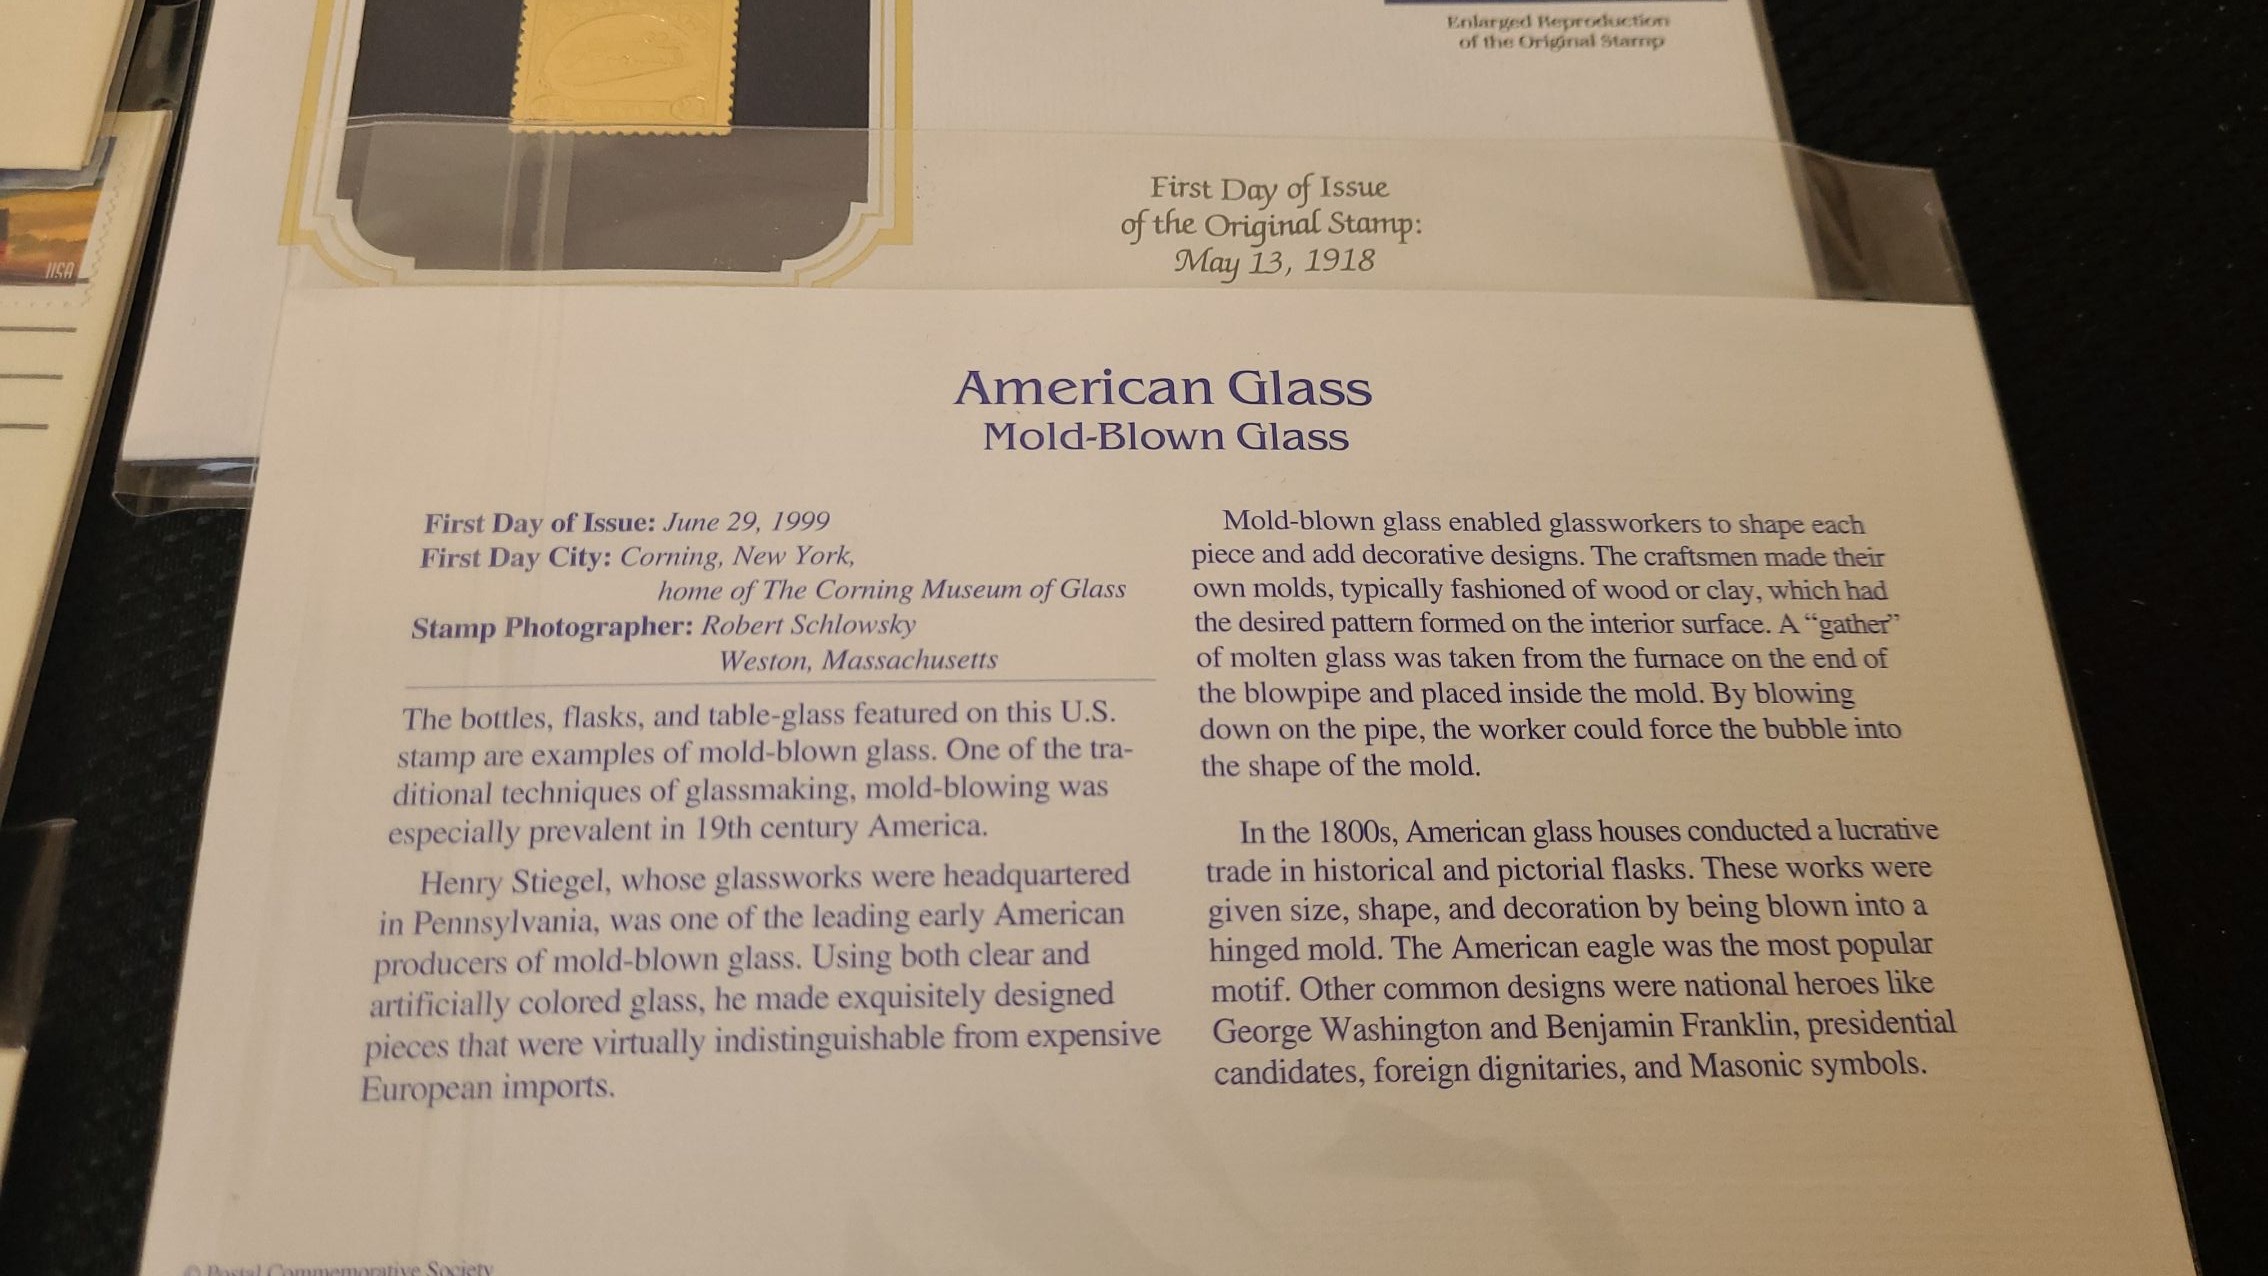 Enlarged Reproduction
of the Original Stamp
First Day of Issue
of the Original Stamp:
May 13, 1918
USA
American Glass
Mold-Blown Glass
First Day of Issue: June 29, 1999
First Day City: Corning, New York,
home of The Corning Museum of Glass
Stamp Photographer: Robert Schlowsky
Weston, Massachusetts
The bottles, flasks, and table-glass featured on this U.S.
stamp are examples of mold-blown glass. One of the tra-
ditional techniques of glassmaking, mold-blowing was
especially prevalent in 19th century America.
Henry Stiegel, whose glassworks were headquartered
in Pennsylvania, was one of the leading early American
producers of mold-blown glass. Using both clear and
artificially colored glass, he made exquisitely designed
pieces that were virtually indistinguishable from expensive
European imports.
Mold-blown glass enabled glassworkers to shape each
piece and add decorative designs. The craftsmen made their
own molds, typically fashioned of wood or clay, which had
the desired pattern formed on the interior surface. A “gather”
of molten glass was taken from the furnace on the end of
the blowpipe and placed inside the mold. By blowing
down on the pipe, the worker could force the bubble into
the shape of the mold.
In the 1800s, American glass houses conducted a lucrative
trade in historical and pictorial flasks. These works were
given size, shape, and decoration by being blown into a
hinged mold. The American eagle was the most popular
motif. Other common designs were national heroes like
George Washington and Benjamin Franklin, presidential
candidates, foreign dignitaries, and Masonic symbols.
© Postal Commemorative Society